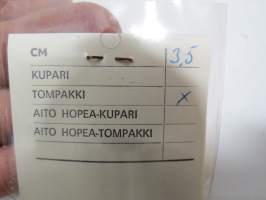 CM 3,5
KUPARI
TOMPAKKI x
AITO HOPEA-KUPARI
AITO HOPEA-TOMPAKKI